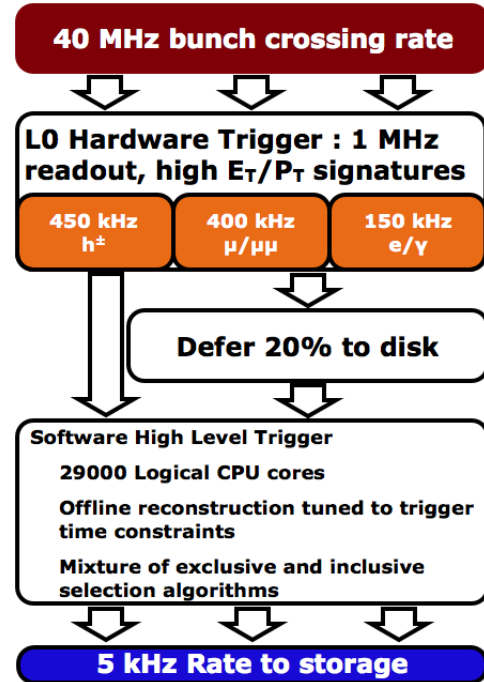 40 MHz bunch crossing rate
L0 Hardware Trigger : 1 MHz
readout, high E_T/P_T signatures
450 kHz
h±
400 kHz
μ/μμ
150 kHz
e/γ
Defer 20% to disk
Software High Level Trigger
29000 Logical CPU cores
Offline reconstruction tuned to trigger
time constraints
Mixture of exclusive and inclusive
selection algorithms
5 kHz Rate to storage